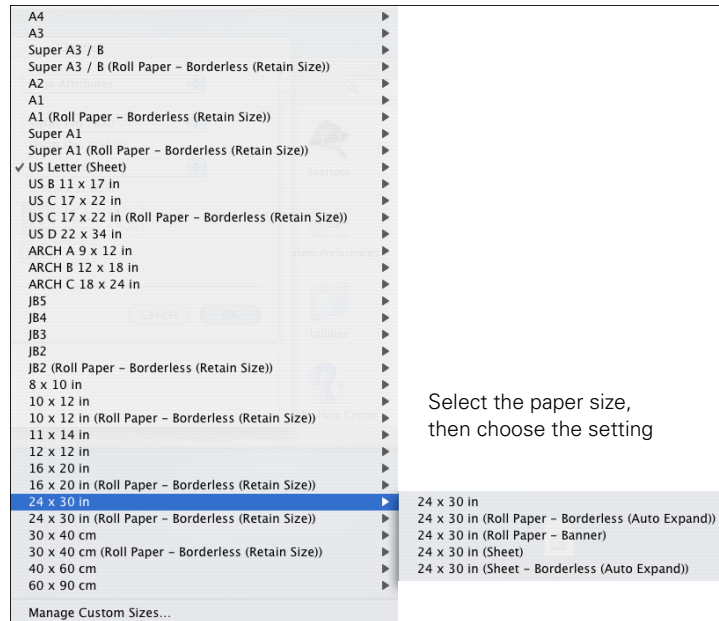 A4
A3
Super A3 / B
Super A3 / B (Roll Paper – Borderless (Retain Size))
A2
A1
A1 (Roll Paper – Borderless (Retain Size))
Super A1
Super A1 (Roll Paper – Borderless (Retain Size))
✓ US Letter (Sheet)
US B 11 x 17 in
US C 17 x 22 in
US C 17 x 22 in (Roll Paper – Borderless (Retain Size))
US D 22 x 34 in
ARCH A 9 x 12 in
ARCH B 12 x 18 in
ARCH C 18 x 24 in
JB5
JB4
JB3
JB2
JB2 (Roll Paper – Borderless (Retain Size))
8 x 10 in
10 x 12 in
10 x 12 in (Roll Paper – Borderless (Retain Size))
11 x 14 in
12 x 12 in
16 x 20 in
16 x 20 in (Roll Paper – Borderless (Retain Size))
24 x 30 in
24 x 30 in (Roll Paper – Borderless (Retain Size))
30 x 40 cm
30 x 40 cm (Roll Paper – Borderless (Retain Size))
40 x 60 cm
60 x 90 cm
Manage Custom Sizes...
Select the paper size,
then choose the setting
24 x 30 in
24 x 30 in (Roll Paper – Borderless (Auto Expand))
24 x 30 in (Roll Paper – Banner)
24 x 30 in (Sheet)
24 x 30 in (Sheet – Borderless (Auto Expand))
Attributes
Sherlock
Preferences
Cancel
OK
Utilities
Help Center